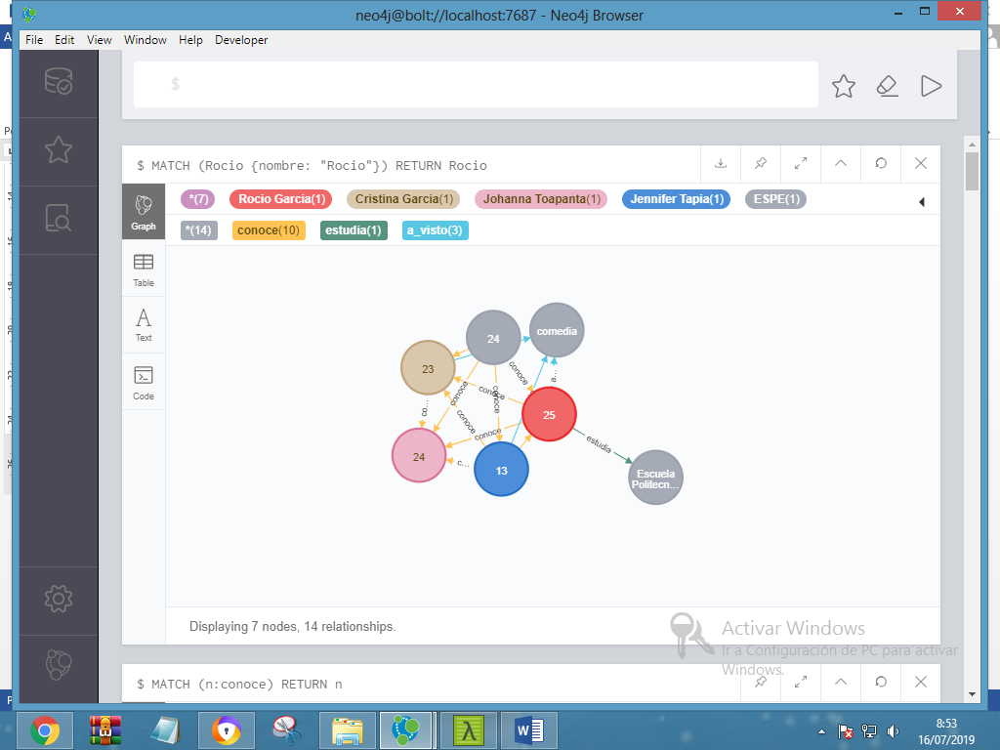 neo4j@bolt://localhost:7687 - Neo4j Browser
File Edit View Window Help Developer
$
$ MATCH (Rocio {nombre: "Rocio"}) RETURN Rocio
Graph
*(7) Rocio Garcia(1) Cristina Garcia(1) Johanna Toapanta(1) Jennifer Tapia(1) ESPE(1)
*(14) conoce(10) estudia(1) a_visto(3)
Table
Text
Code
24
comedia
23
conoce
a...
conoce
conoce
conoce
25
co...
conoce
conoce
estudia
24
c...
13
Escuela
Politecn...
Displaying 7 nodes, 14 relationships.
Activar Windows
Ir a Configuración de PC para activar
Windows.
$ MATCH (n:conoce) RETURN n
8:53
16/07/2019